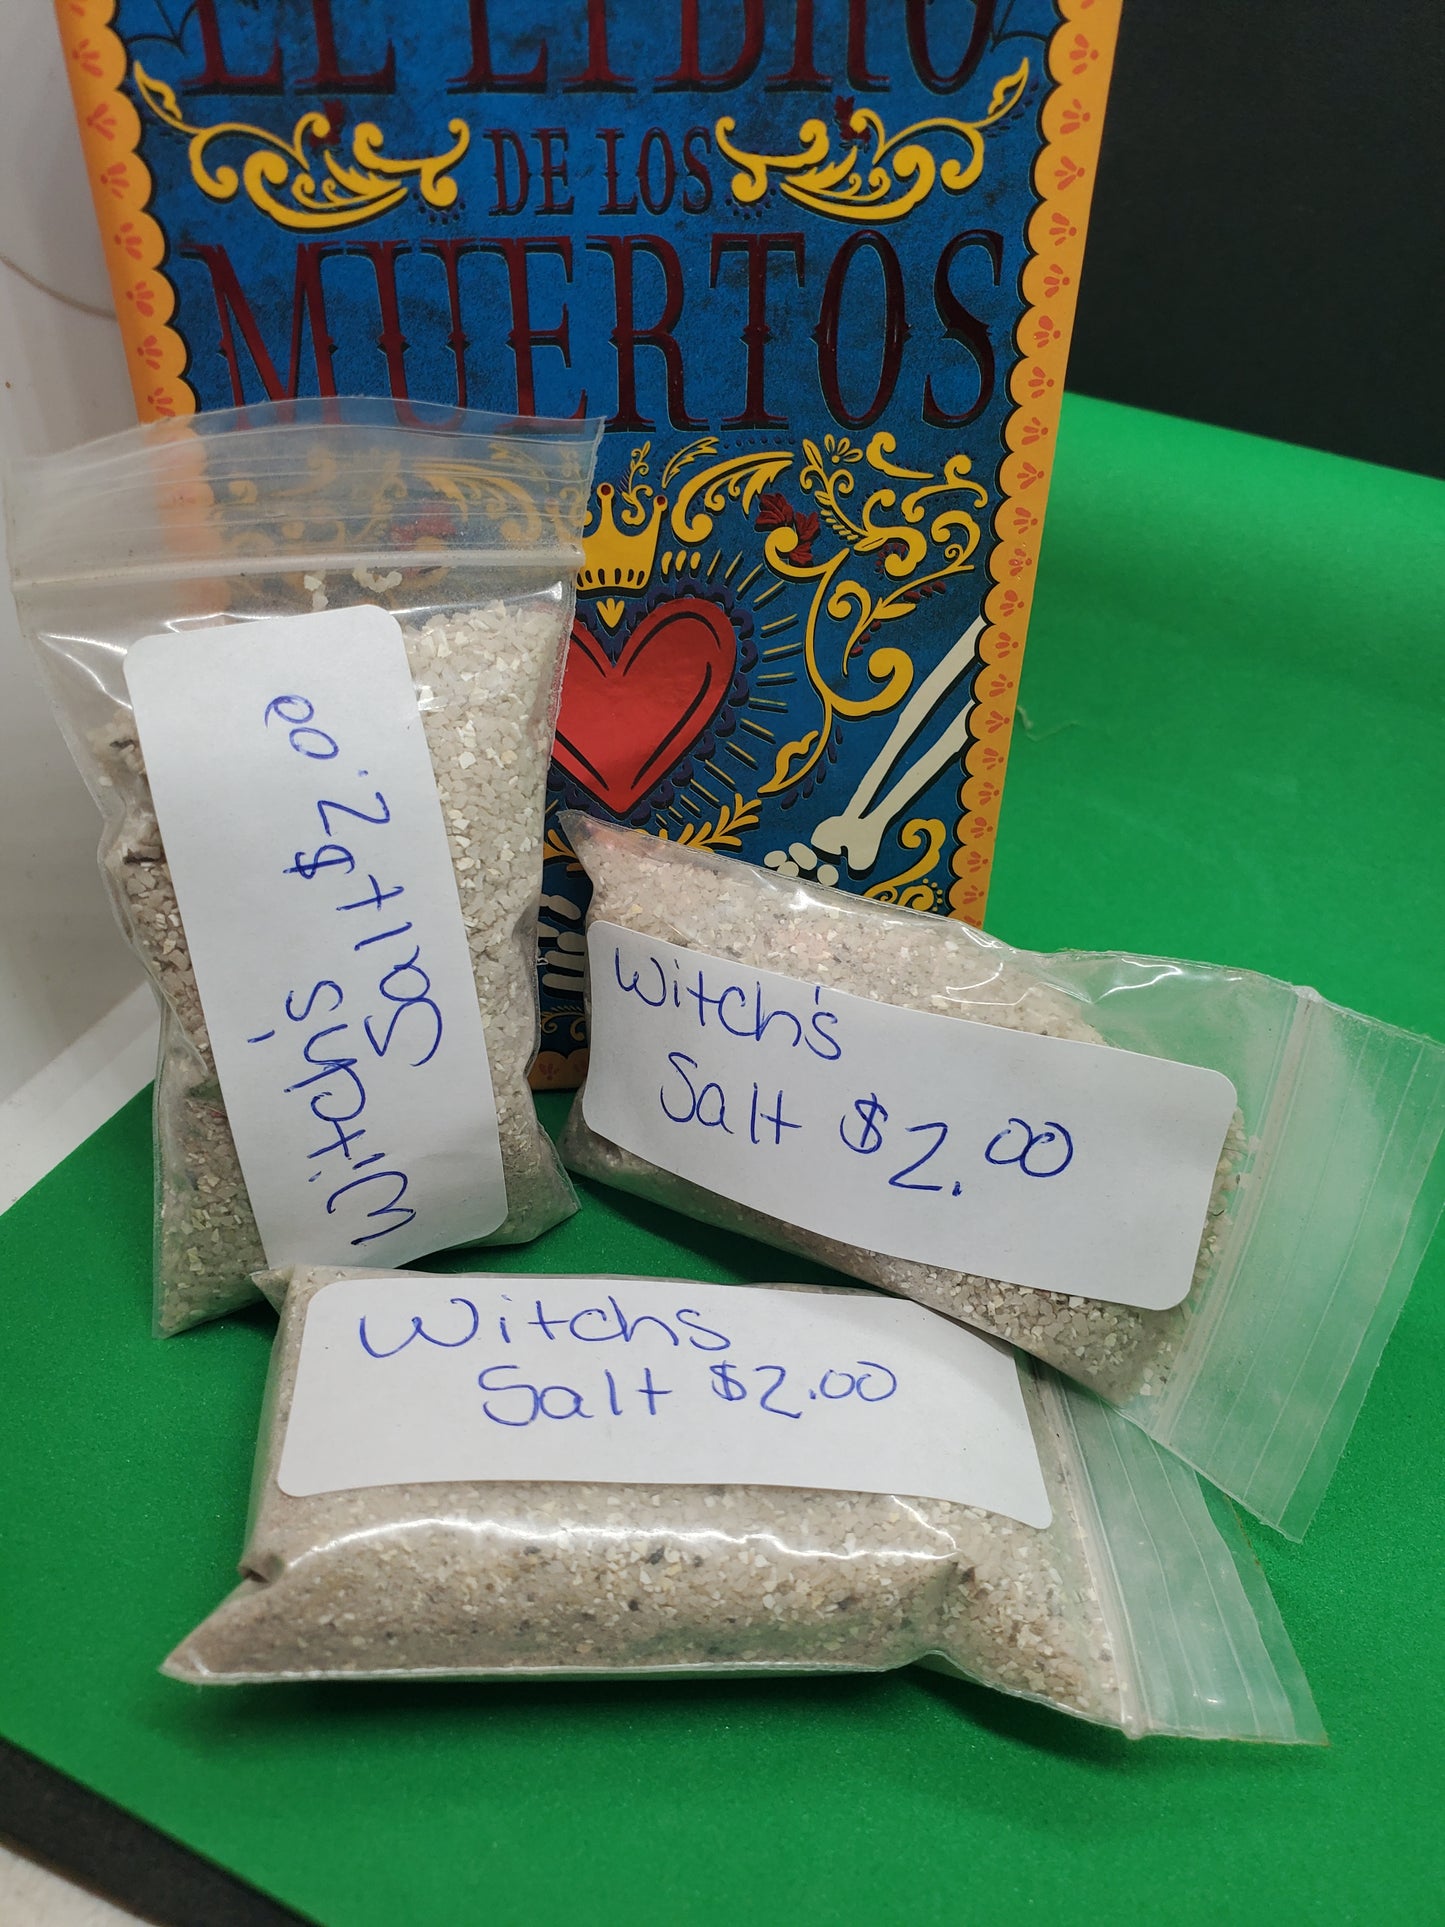 EL LIBRO
DE LOS
MUERTOS
Witch's
Salt $2.00
Witch's
Salt $2.00
Witchs
Salt $2.00